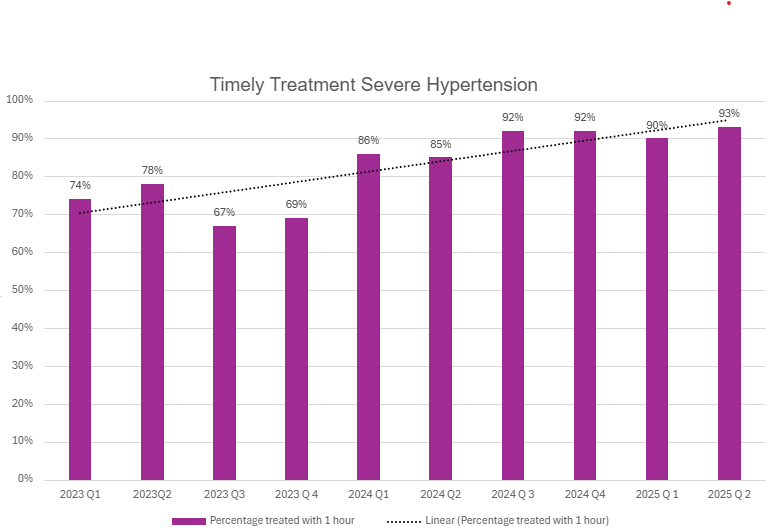 Timely Treatment Severe Hypertension
100%
90%
80%
70%
60%
50%
40%
30%
20%
10%
0%
74%
78%
67%
69%
86%
85%
92%
92%
90%
93%
2023 Q1
2023Q2
2023 Q3
2023 Q 4
2024 Q1
2024 Q2
2024 Q 3
2024 Q4
2025 Q 1
2025 Q 2
Percentage treated with 1 hour
Linear (Percentage treated with 1 hour)